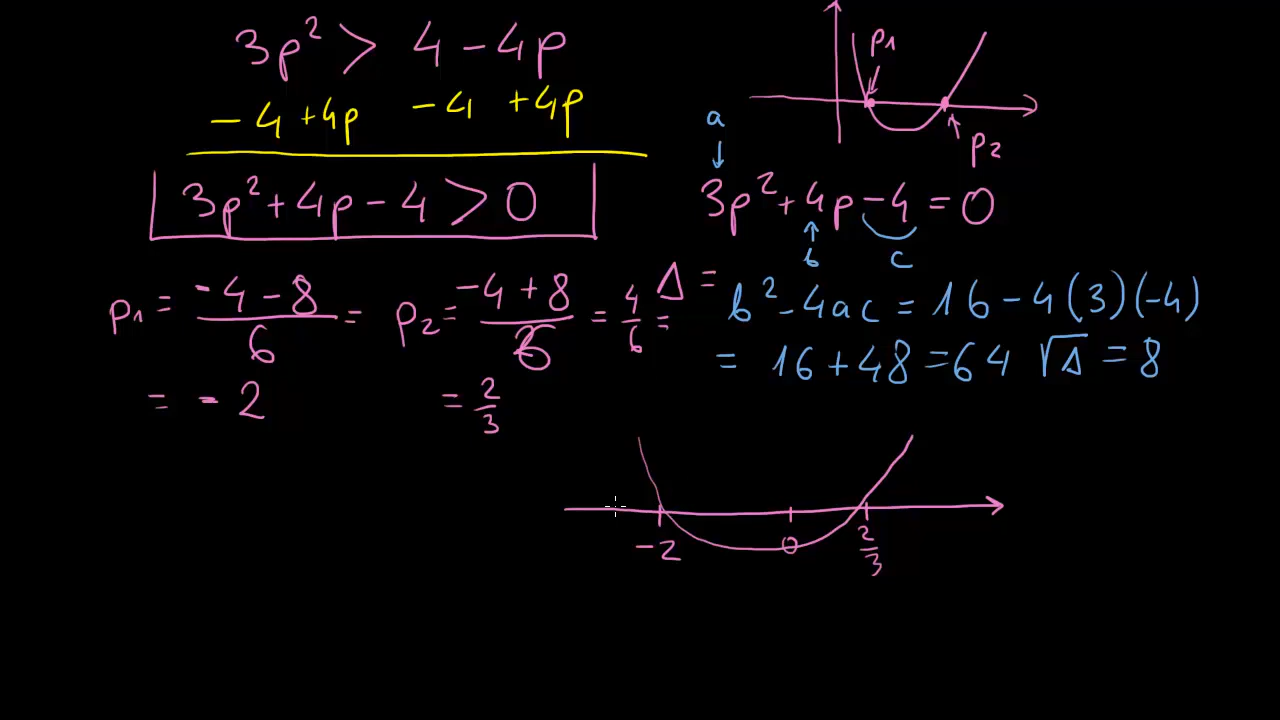 3p² > 4 - 4p
- 4 + 4p - 4 + 4p
3p² + 4p - 4 > 0
p1
p2
a
3p² + 4p - 4 = 0
b c
Δ = b² - 4ac = 16 - 4(3)(-4)
= 16 + 48 = 64 √Δ = 8
p1 = (-4 - 8)/6 =
= -2
p2 = (-4 + 8)/6 = 4/6 =
= 2/3
-2 0 2/3